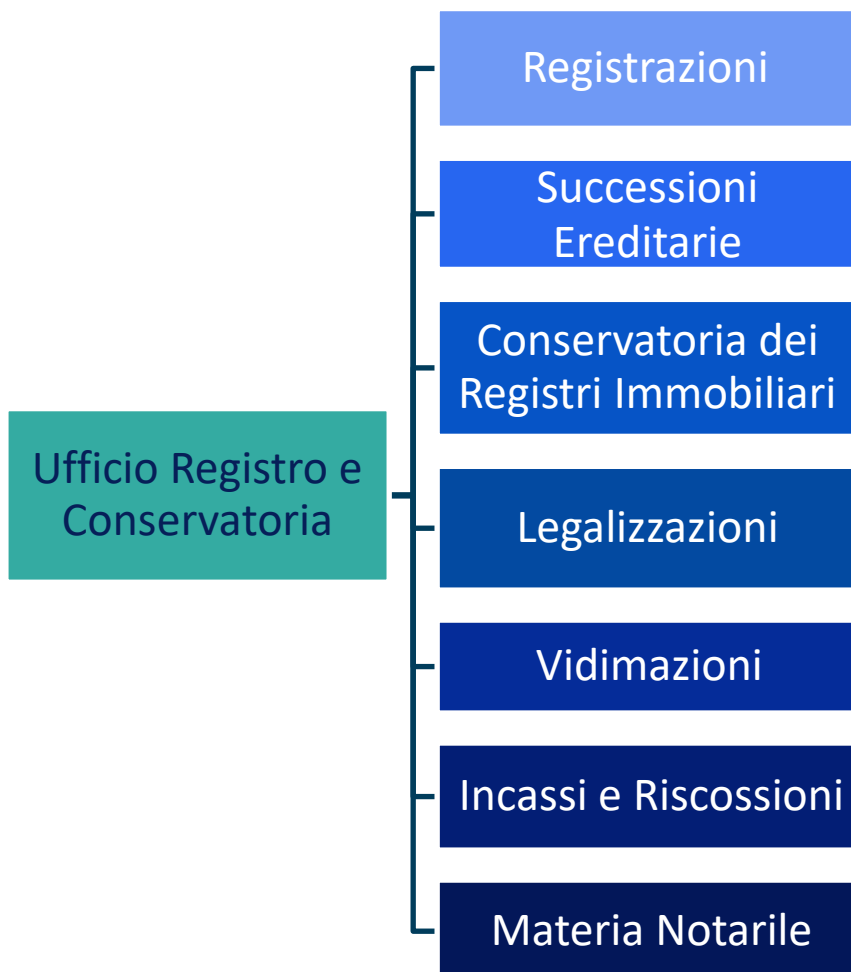 Registrazioni
Successioni
Ereditarie
Conservatoria dei
Registri Immobiliari
Ufficio Registro e
Conservatoria
Legalizzazioni
Vidimazioni
Incassi e Riscossioni
Materia Notarile